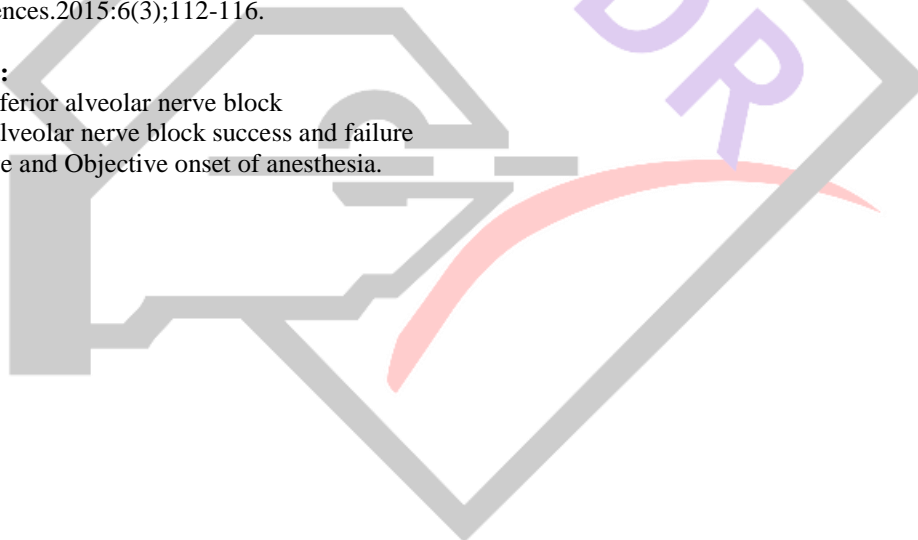 ences.2015:6(3);112-116.
:
ferior alveolar nerve block
lveolar nerve block success and failure
e and Objective onset of anesthesia.
DR